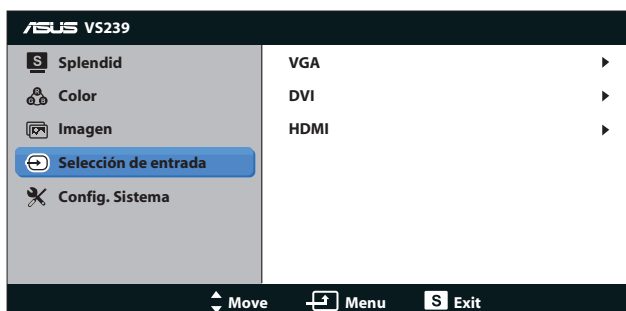 ASUS VS239
S Splendid
Color
Imagen
Selección de entrada
Config. Sistema
VGA
DVI
HDMI
Move Menu S Exit